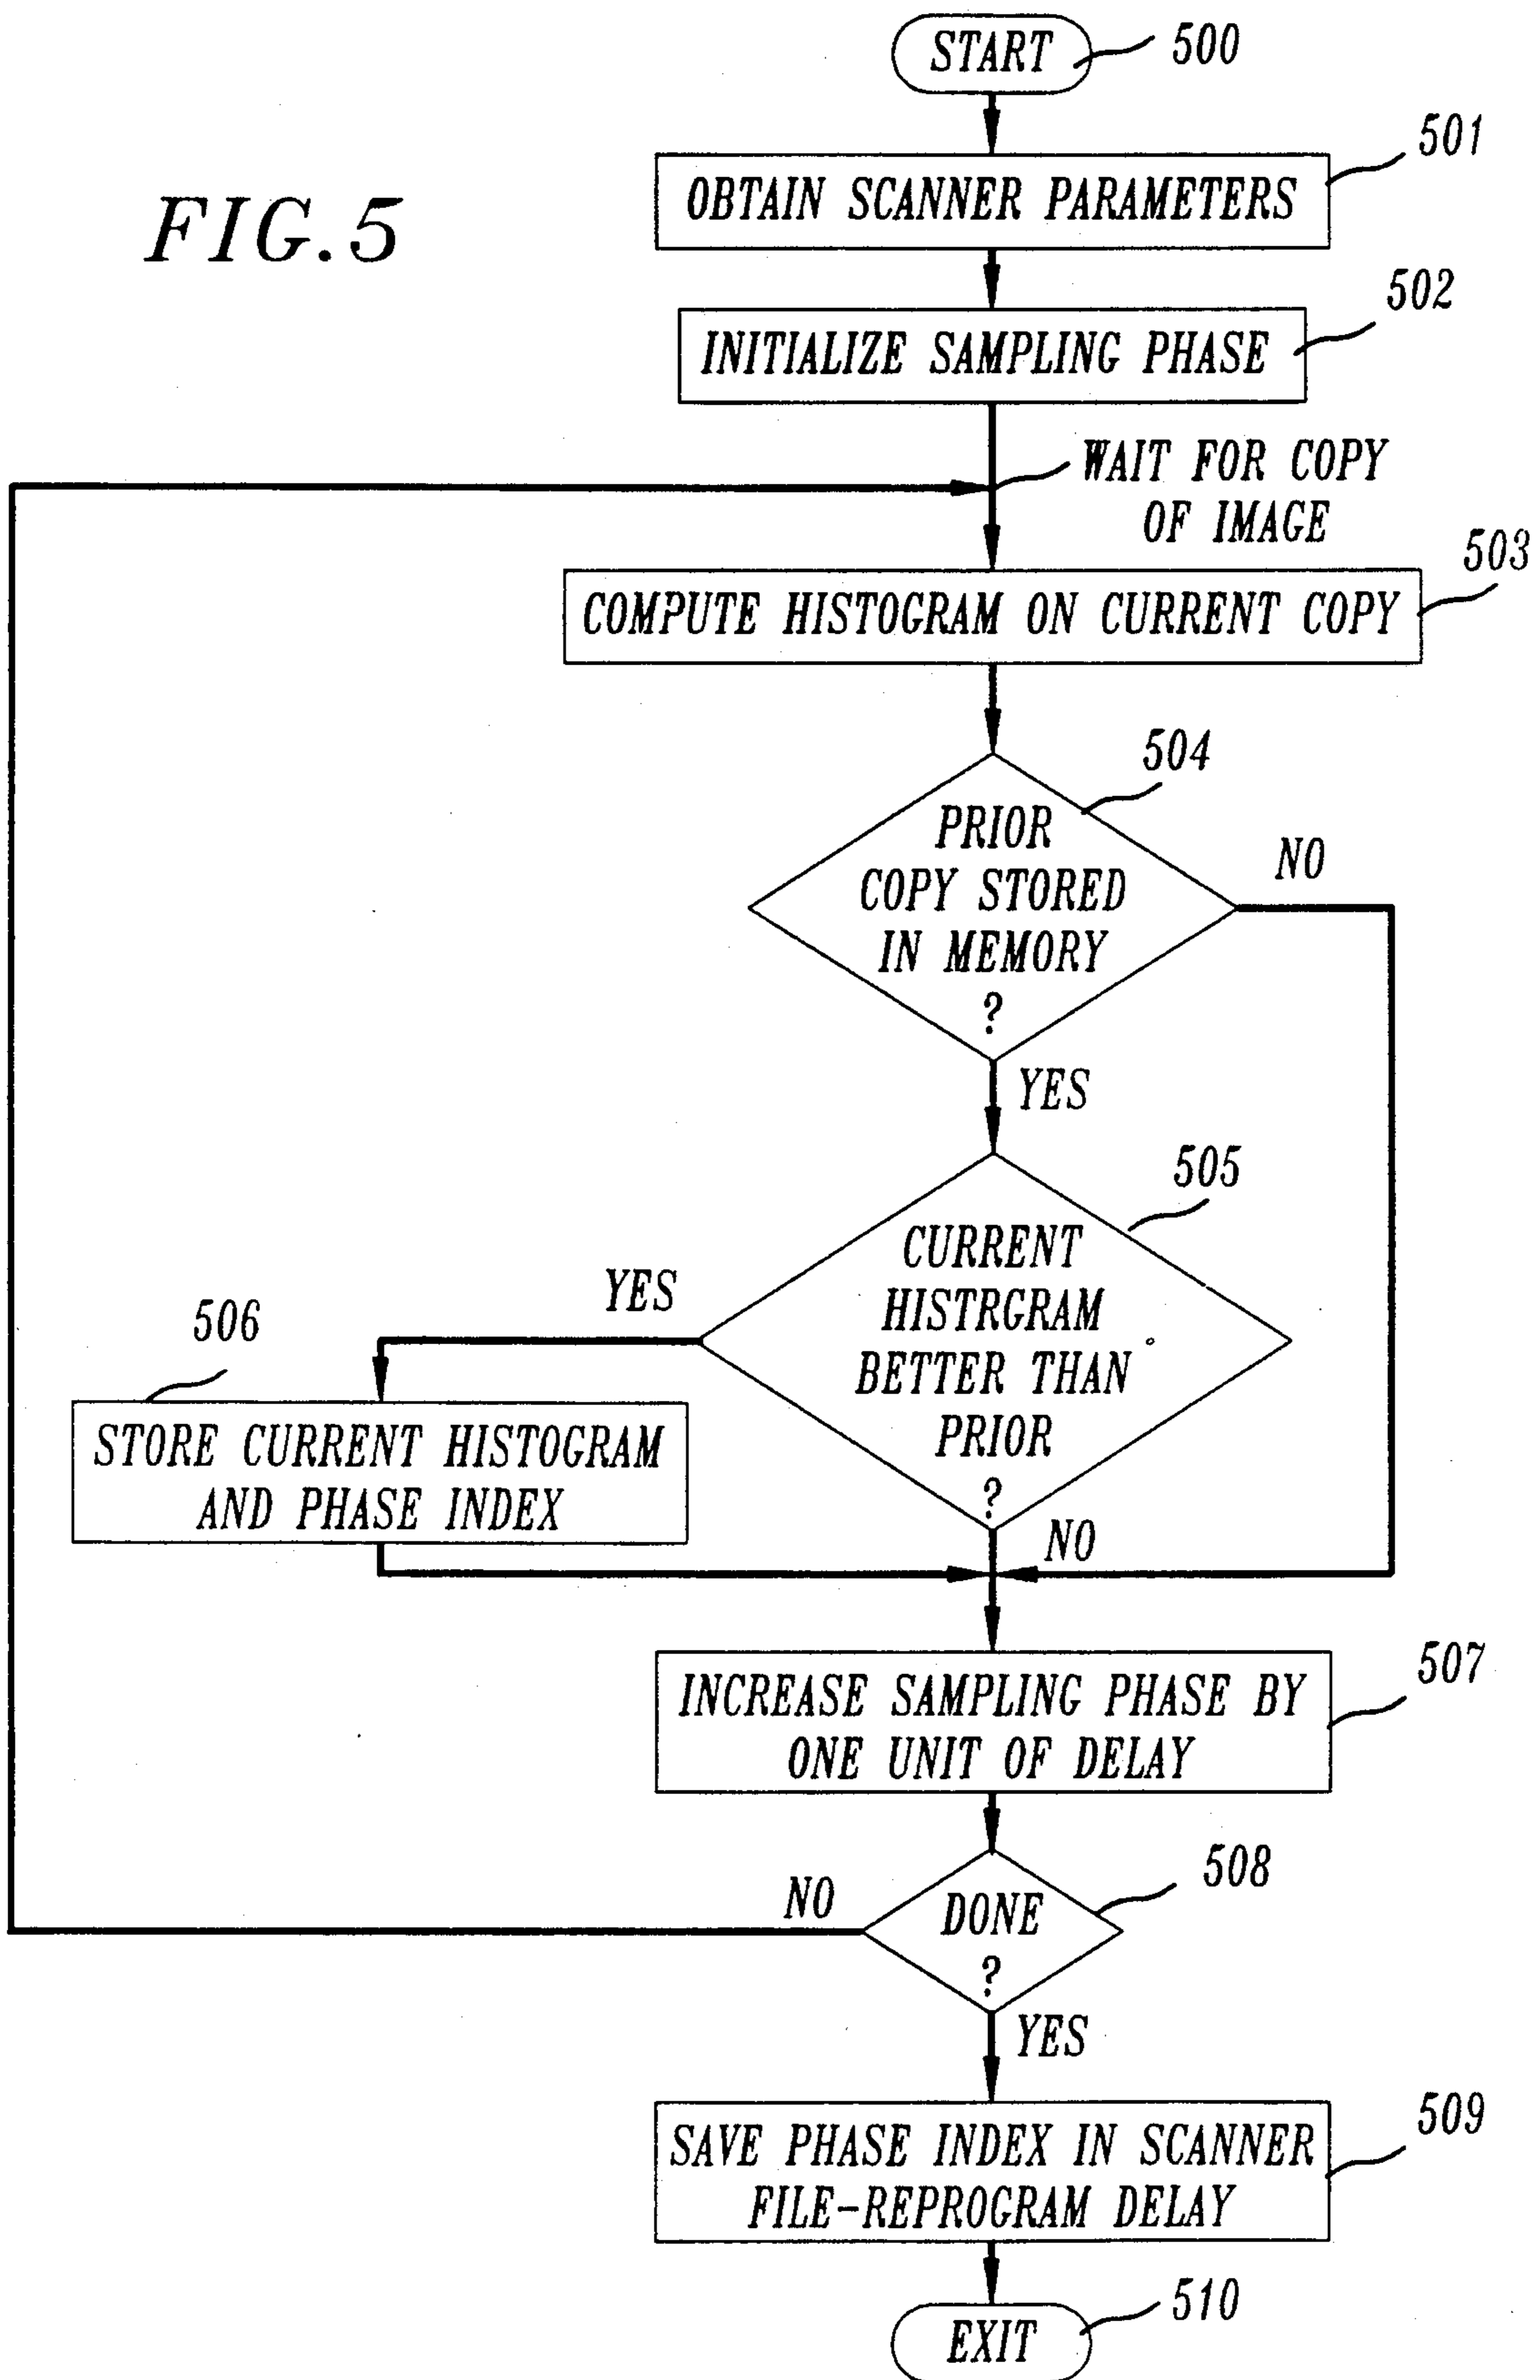 START
500
FIG.5
501
OBTAIN SCANNER PARAMETERS
502
INITIALIZE SAMPLING PHASE
WAIT FOR COPY
OF IMAGE
503
COMPUTE HISTOGRAM ON CURRENT COPY
504
PRIOR
COPY STORED
IN MEMORY
?
NO
YES
505
CURRENT
HISTRGRAM
BETTER THAN
PRIOR
?
YES
506
STORE CURRENT HISTOGRAM
AND PHASE INDEX
NO
507
INCREASE SAMPLING PHASE BY
ONE UNIT OF DELAY
508
NO
DONE
?
YES
509
SAVE PHASE INDEX IN SCANNER
FILE-REPROGRAM DELAY
510
EXIT